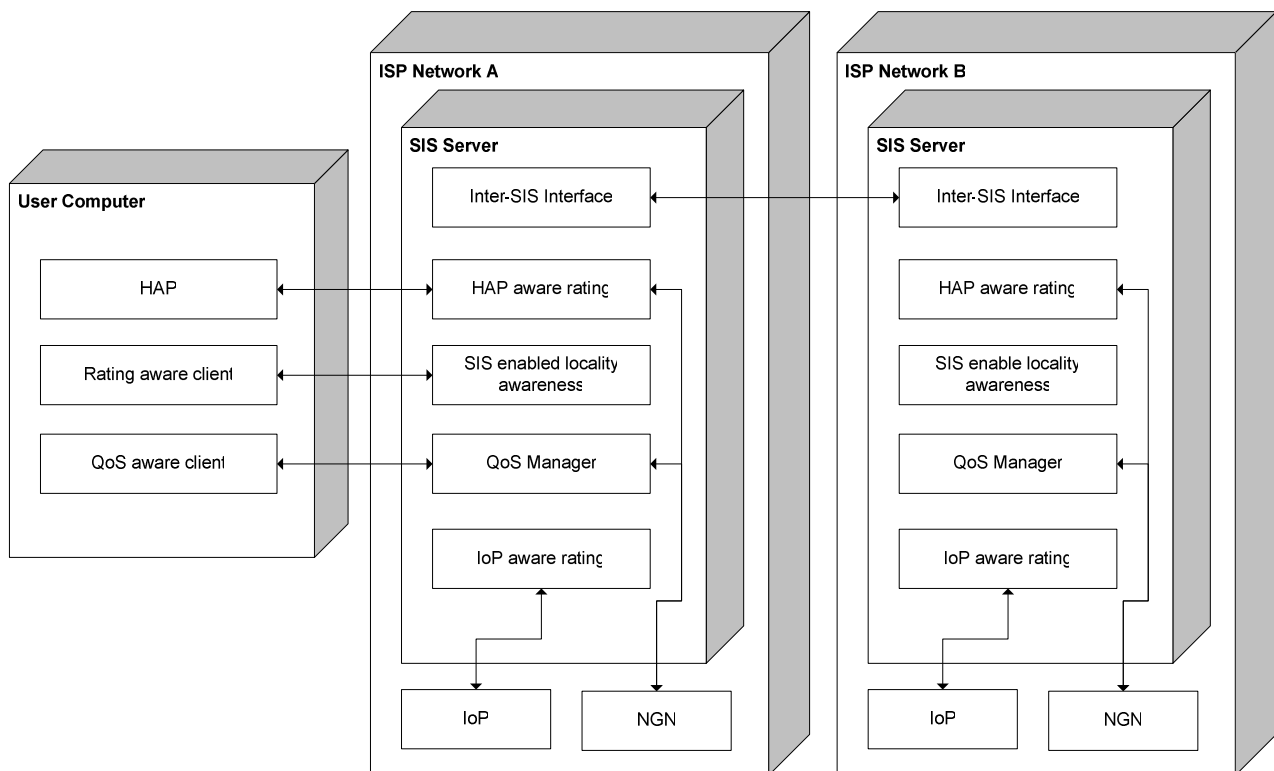 User Computer
HAP
Rating aware client
QoS aware client
ISP Network A
SIS Server
Inter-SIS Interface
HAP aware rating
SIS enabled locality
awareness
QoS Manager
IoP aware rating
IoP
NGN
ISP Network B
SIS Server
Inter-SIS Interface
HAP aware rating
SIS enable locality
awareness
QoS Manager
IoP aware rating
IoP
NGN